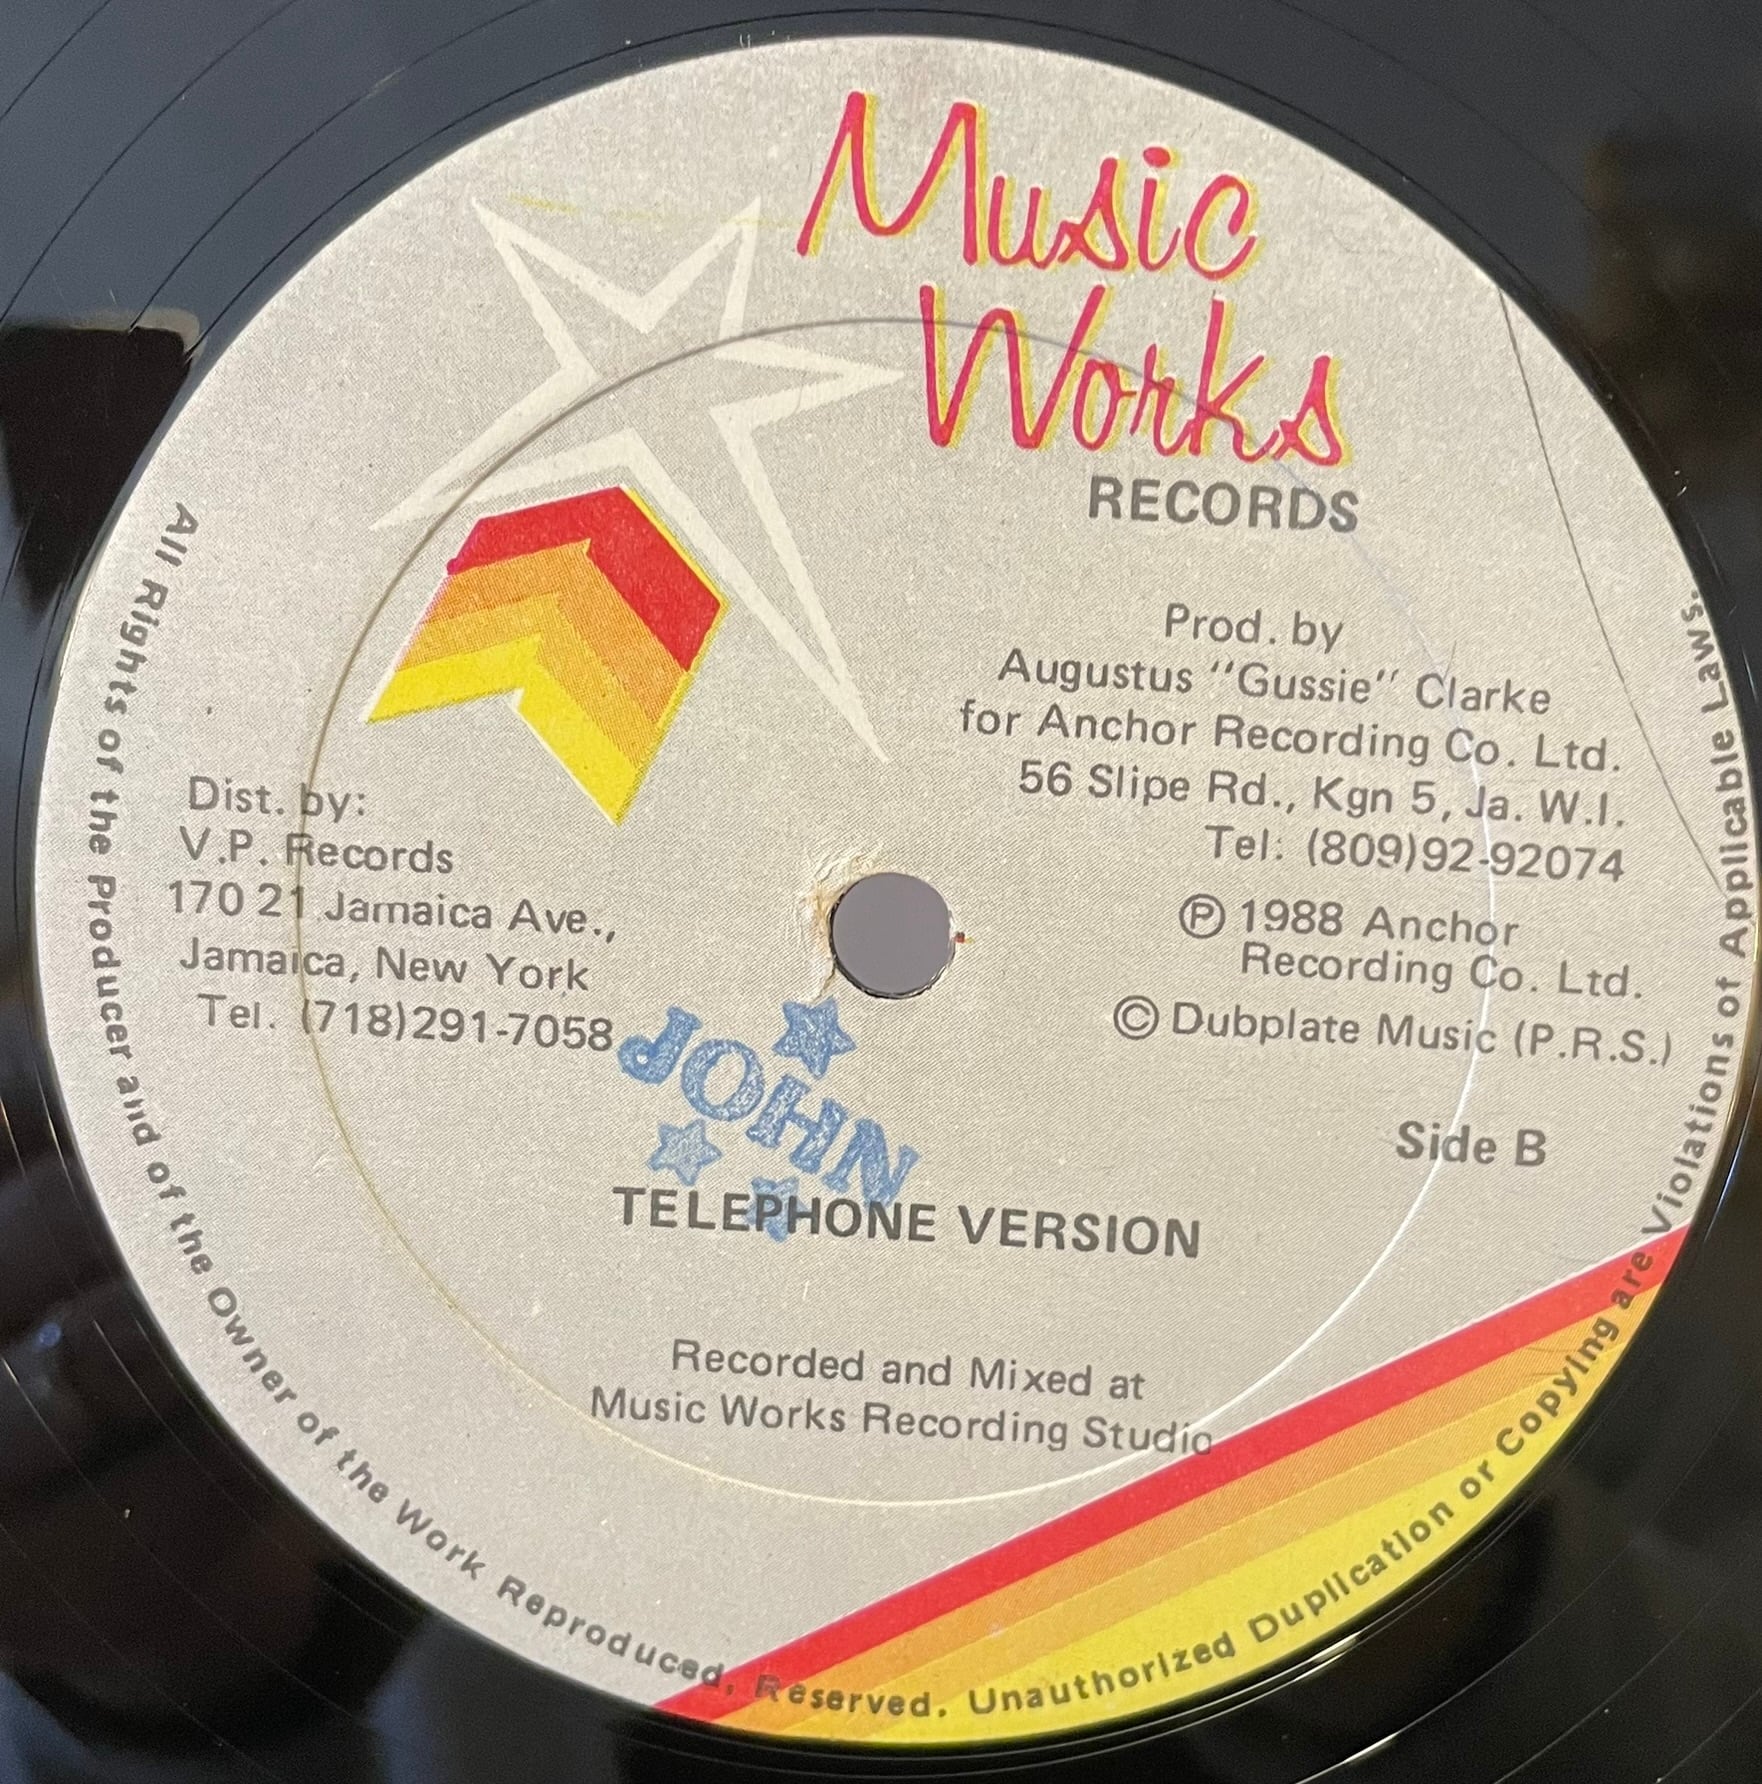 Music
Works
RECORDS
Prod. by
Augustus "Gussie" Clarke
for Anchor Recording Co. Ltd.
56 Slipe Rd., Kgn 5, Ja. W.I.
Tel: (809)92-92074
℗ 1988 Anchor
Recording Co. Ltd.
© Dubplate Music (P.R.S.)
Side B
Dist. by:
V.P. Records
170 21 Jamaica Ave.,
Jamaica, New York
Tel. (718)291-7058
JOHN
TELEPHONE VERSION
Recorded and Mixed at
Music Works Recording Studio
All Rights of the Producer and of the Owner of the Work Reproduced, Reserved. Unauthorized Duplication or Copying are Violations of Applicable Laws.